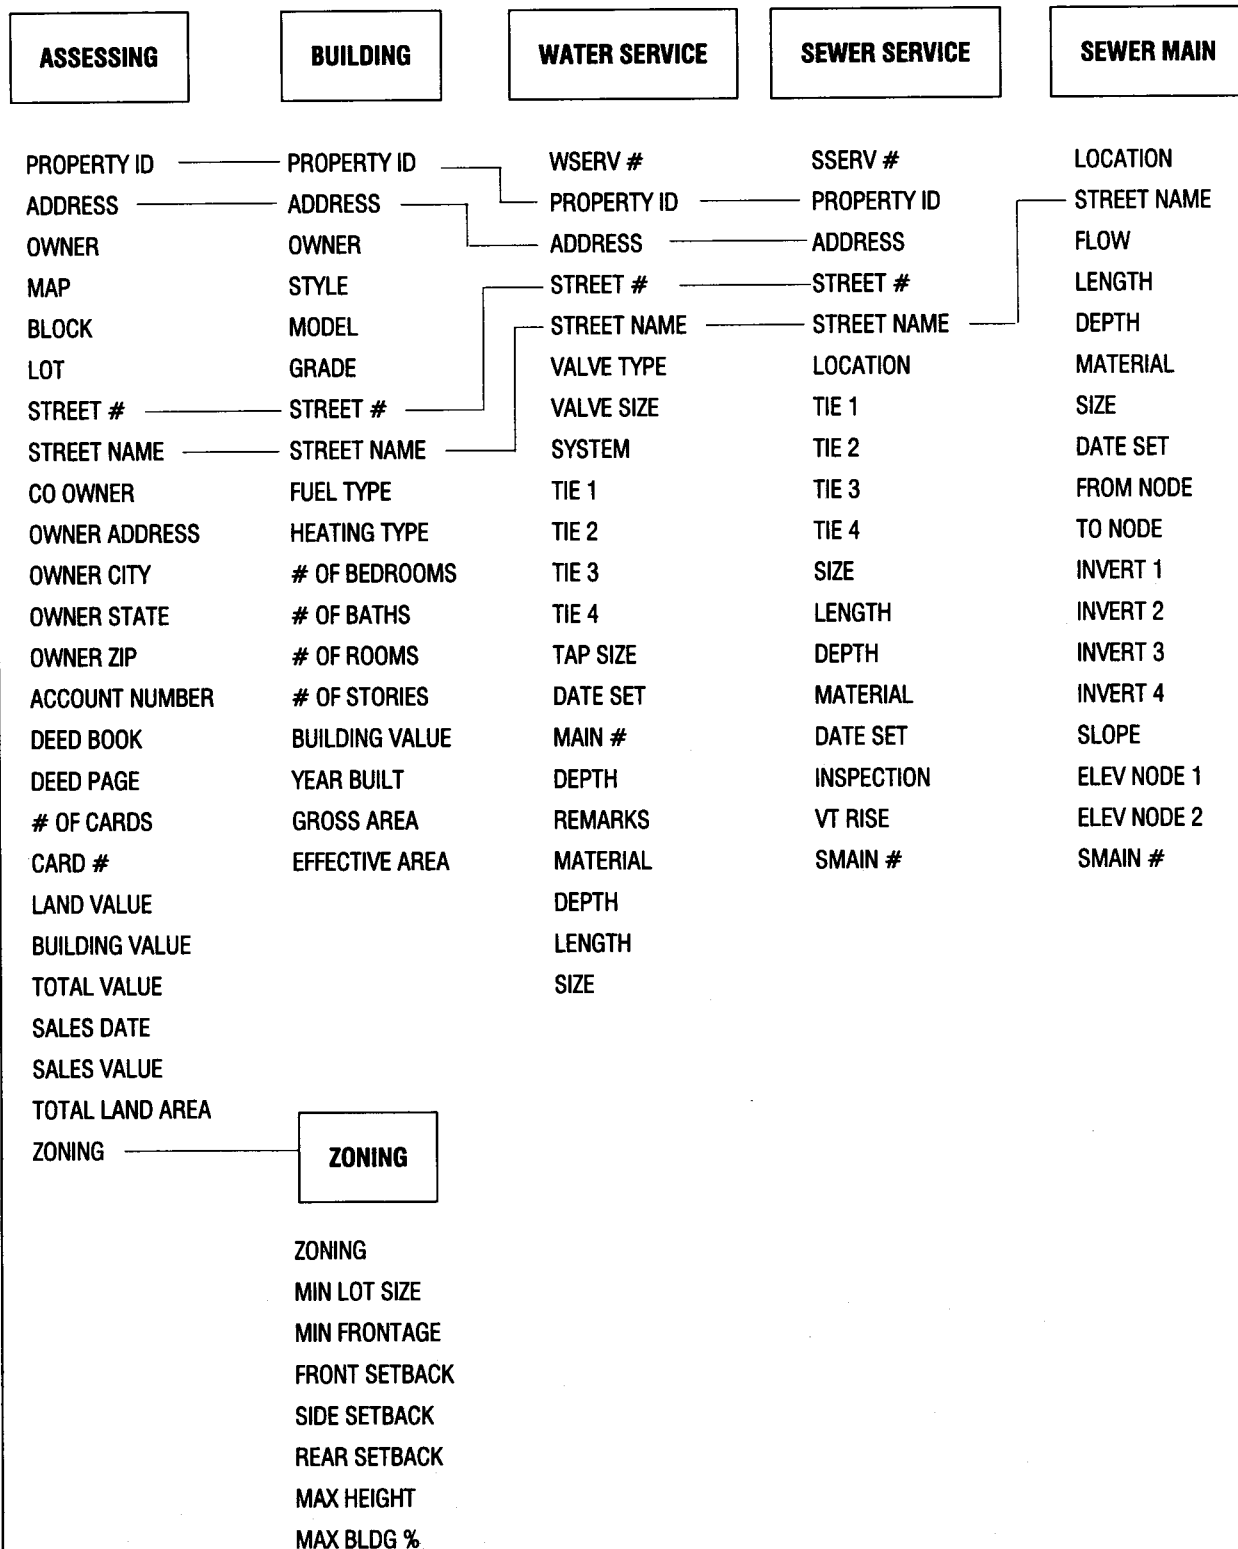 ASSESSING
PROPERTY ID
ADDRESS
OWNER
MAP
BLOCK
LOT
STREET #
STREET NAME
CO OWNER
OWNER ADDRESS
OWNER CITY
OWNER STATE
OWNER ZIP
ACCOUNT NUMBER
DEED BOOK
DEED PAGE
# OF CARDS
CARD #
LAND VALUE
BUILDING VALUE
TOTAL VALUE
SALES DATE
SALES VALUE
TOTAL LAND AREA
ZONING
BUILDING
PROPERTY ID
ADDRESS
OWNER
STYLE
MODEL
GRADE
STREET #
STREET NAME
FUEL TYPE
HEATING TYPE
# OF BEDROOMS
# OF BATHS
# OF ROOMS
# OF STORIES
BUILDING VALUE
YEAR BUILT
GROSS AREA
EFFECTIVE AREA
ZONING
ZONING
MIN LOT SIZE
MIN FRONTAGE
FRONT SETBACK
SIDE SETBACK
REAR SETBACK
MAX HEIGHT
MAX BLDG %
WATER SERVICE
WSERV #
PROPERTY ID
ADDRESS
STREET #
STREET NAME
VALVE TYPE
VALVE SIZE
SYSTEM
TIE 1
TIE 2
TIE 3
TIE 4
TAP SIZE
DATE SET
MAIN #
DEPTH
REMARKS
MATERIAL
DEPTH
LENGTH
SIZE
SEWER SERVICE
SSERV #
PROPERTY ID
ADDRESS
STREET #
STREET NAME
LOCATION
TIE 1
TIE 2
TIE 3
TIE 4
SIZE
LENGTH
DEPTH
MATERIAL
DATE SET
INSPECTION
VT RISE
SMAIN #
SEWER MAIN
LOCATION
STREET NAME
FLOW
LENGTH
DEPTH
MATERIAL
SIZE
DATE SET
FROM NODE
TO NODE
INVERT 1
INVERT 2
INVERT 3
INVERT 4
SLOPE
ELEV NODE 1
ELEV NODE 2
SMAIN #